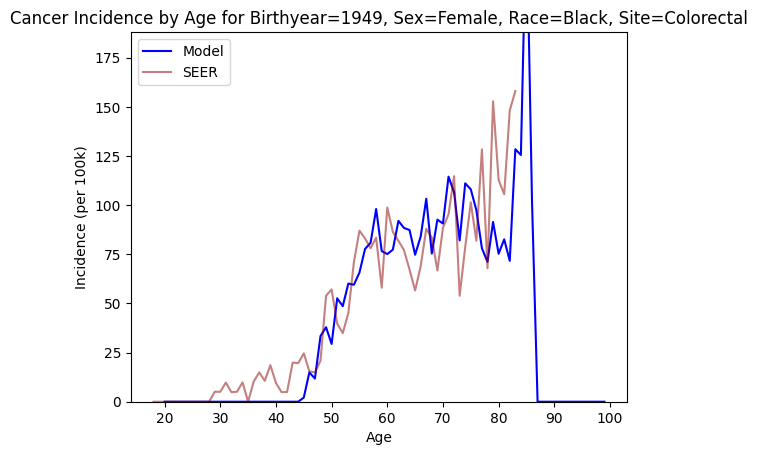 Cancer Incidence by Age for Birthyear=1949, Sex=Female, Race=Black, Site=Colorectal
Model
SEER
175
150
125
100
75
50
25
0
Incidence (per 100k)
20 30 40 50 60 70 80 90 100
Age